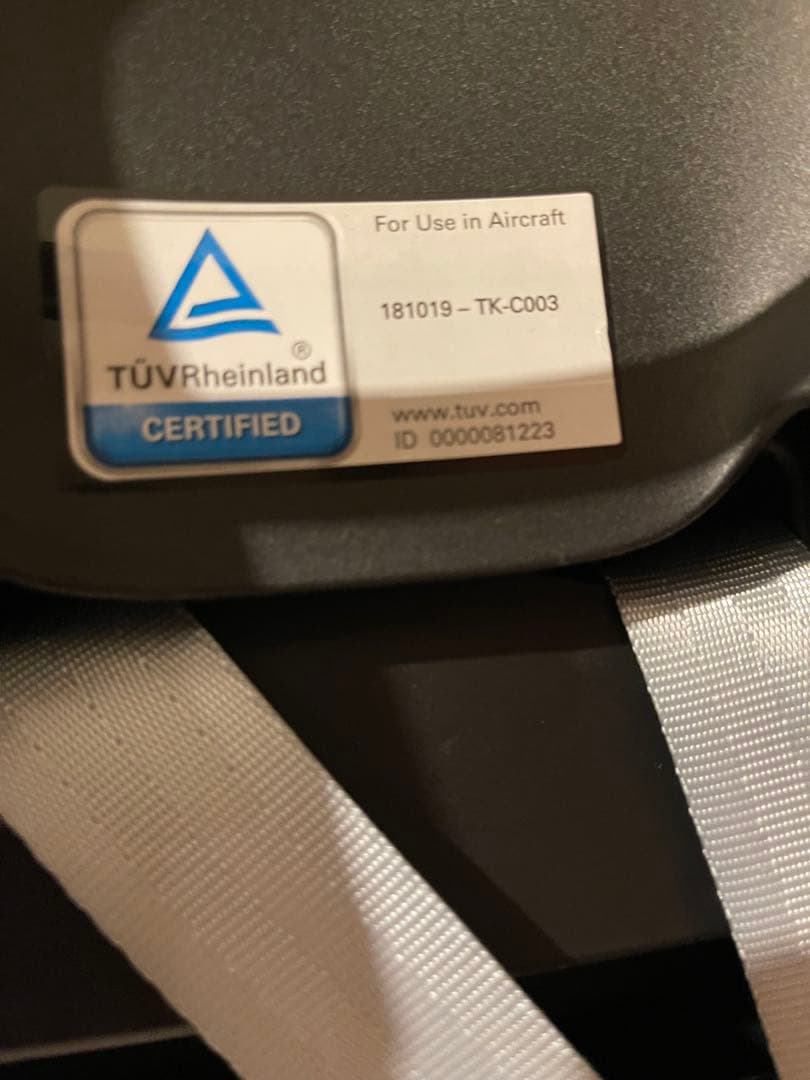 For Use in Aircraft
181019 – TK-C003
®
TÜVRheinland
CERTIFIED
www.tuv.com
ID 0000081223